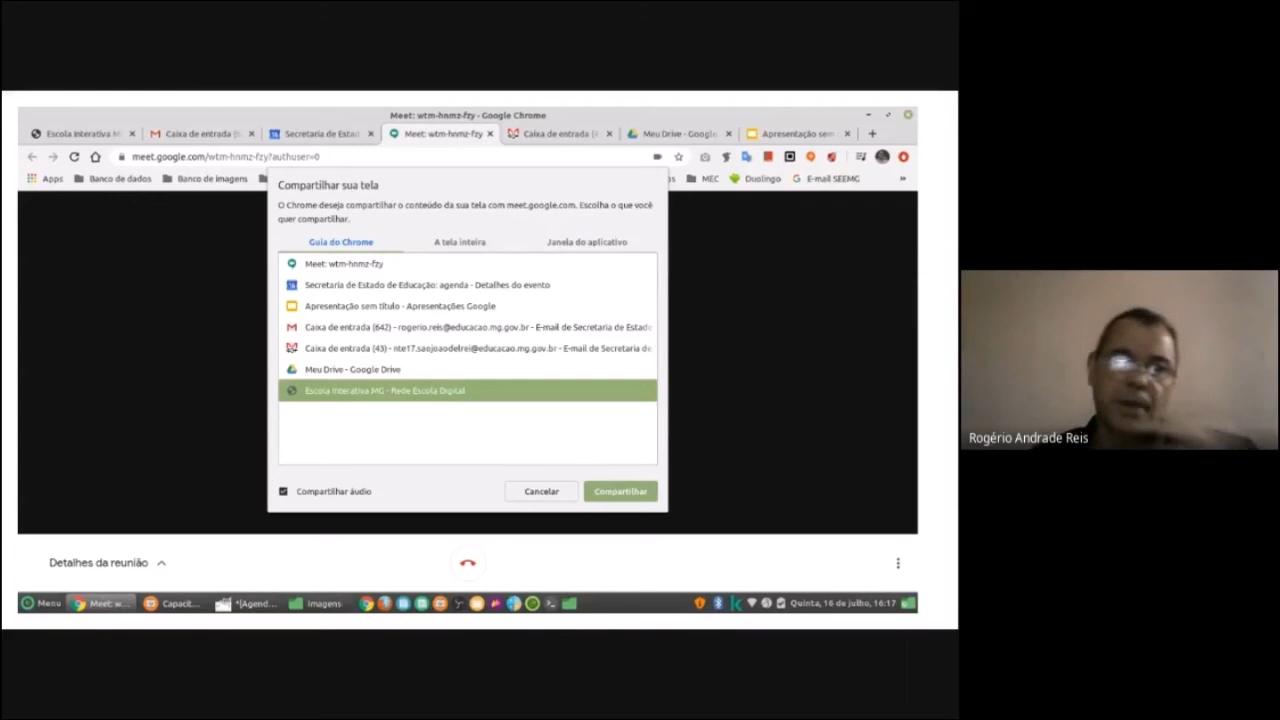 Meet: wtm-hnmz-fzy - Google Chrome
Escola Interativa M
Caixa de entrada (
Secretaria de Estad
Meet: wtm-hnmz-fzy
Caixa de entrada (
Meu Drive - Google
Apresentação sem
meet.google.com/wtm-hnmz-fzy?authuser=0
Apps
Banco de dados
Banco de imagens
MEC
Duolingo
E-mail SEEMG
Compartilhar sua tela
O Chrome deseja compartilhar o conteúdo da sua tela com meet.google.com. Escolha o que você
quer compartilhar.
Guia do Chrome
A tela inteira
Janela do aplicativo
Meet: wtm-hnmz-fzy
Secretaria de Estado de Educação: agenda - Detalhes do evento
Apresentação sem título - Apresentações Google
Caixa de entrada (642) - rogerio.reis@educacao.mg.gov.br - E-mail de Secretaria de Estado
Caixa de entrada (43) - nte17.saojoaodelrei@educacao.mg.gov.br - E-mail de Secretaria de
Meu Drive - Google Drive
Escola Interativa MG - Rede Escola Digital
Compartilhar áudio
Cancelar
Compartilhar
Rogério Andrade Reis
Detalhes da reunião
Menu
Meet: w...
Capacit...
*[Agend...
Imagens
Quinta, 16 de julho, 16:17